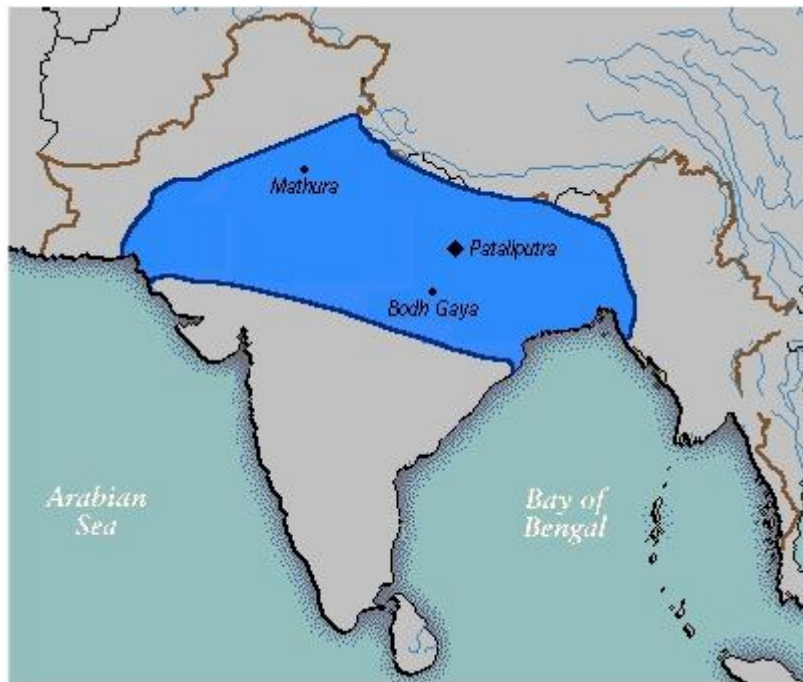 Mathura
Pataliputra
Bodh Gaya
Arabian
Sea
Bay of
Bengal